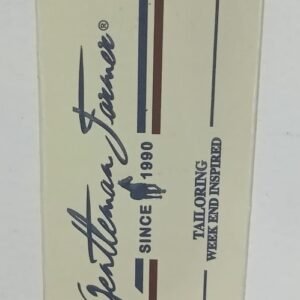 Gentleman Farmer®
SINCE 1990
TAILORING
WEEK END INSPIRED